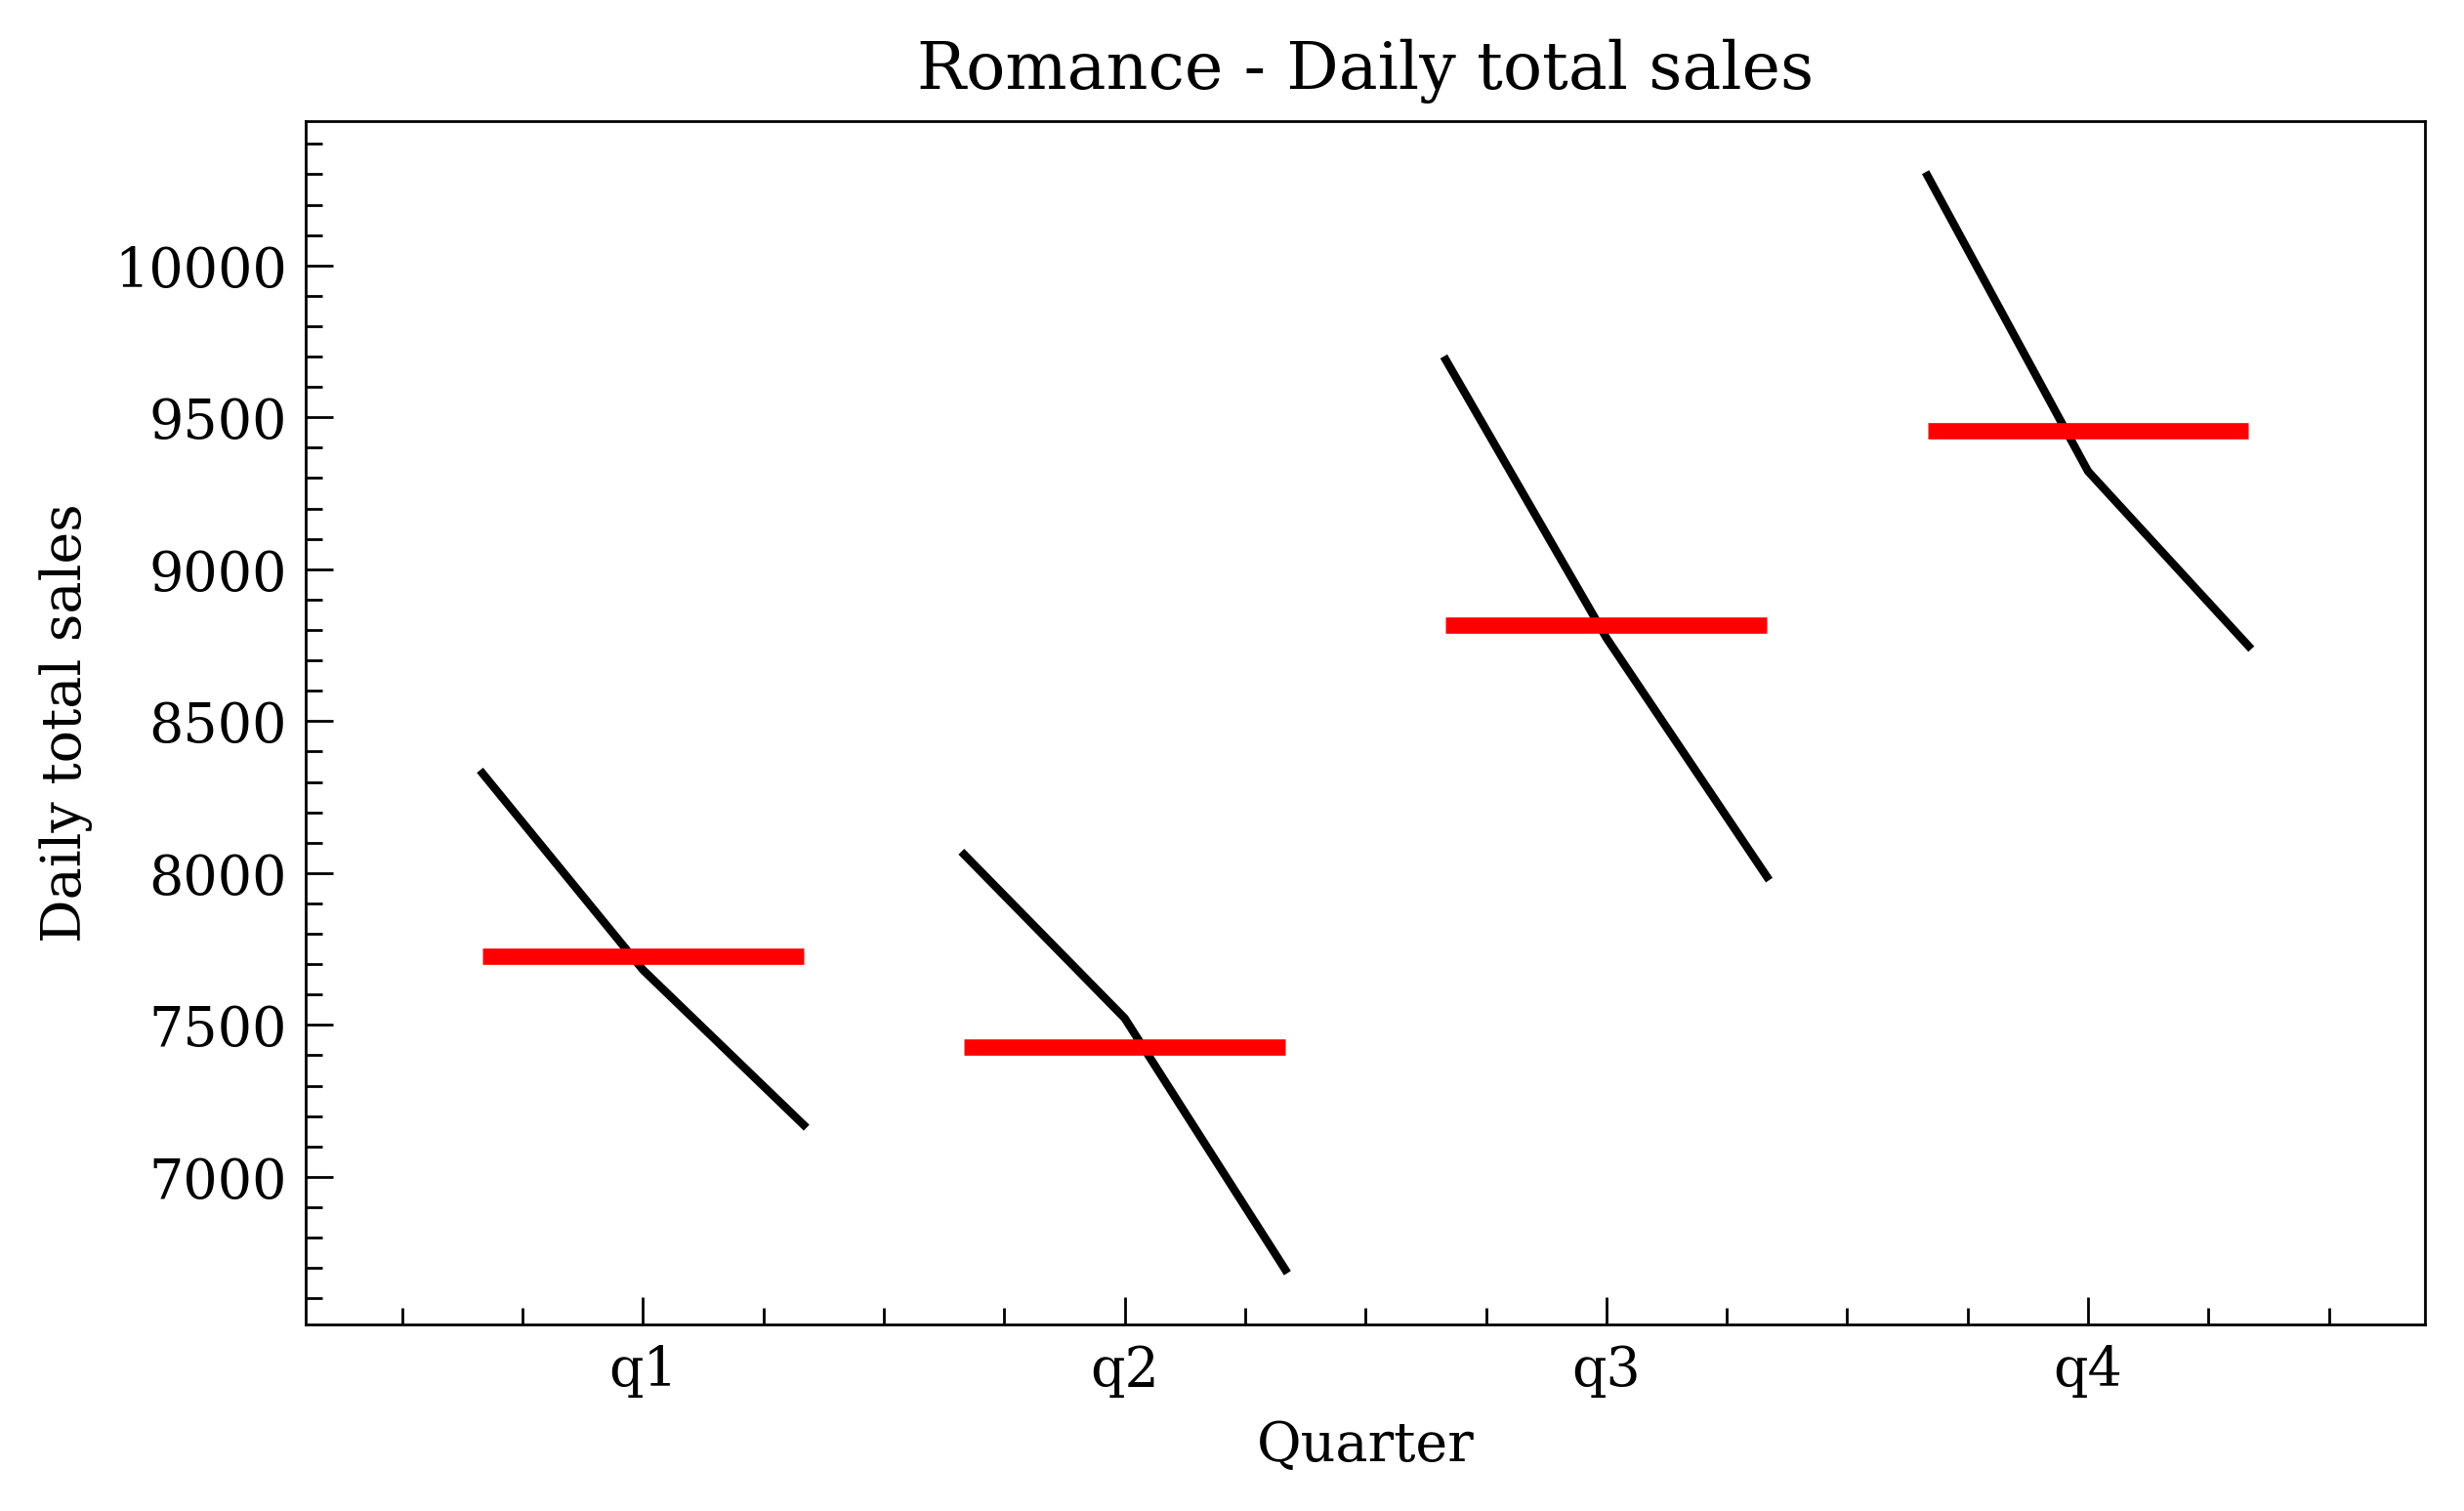 Romance - Daily total sales
Daily total sales
10000
9500
9000
8500
8000
7500
7000
q1 q2 q3 q4
Quarter